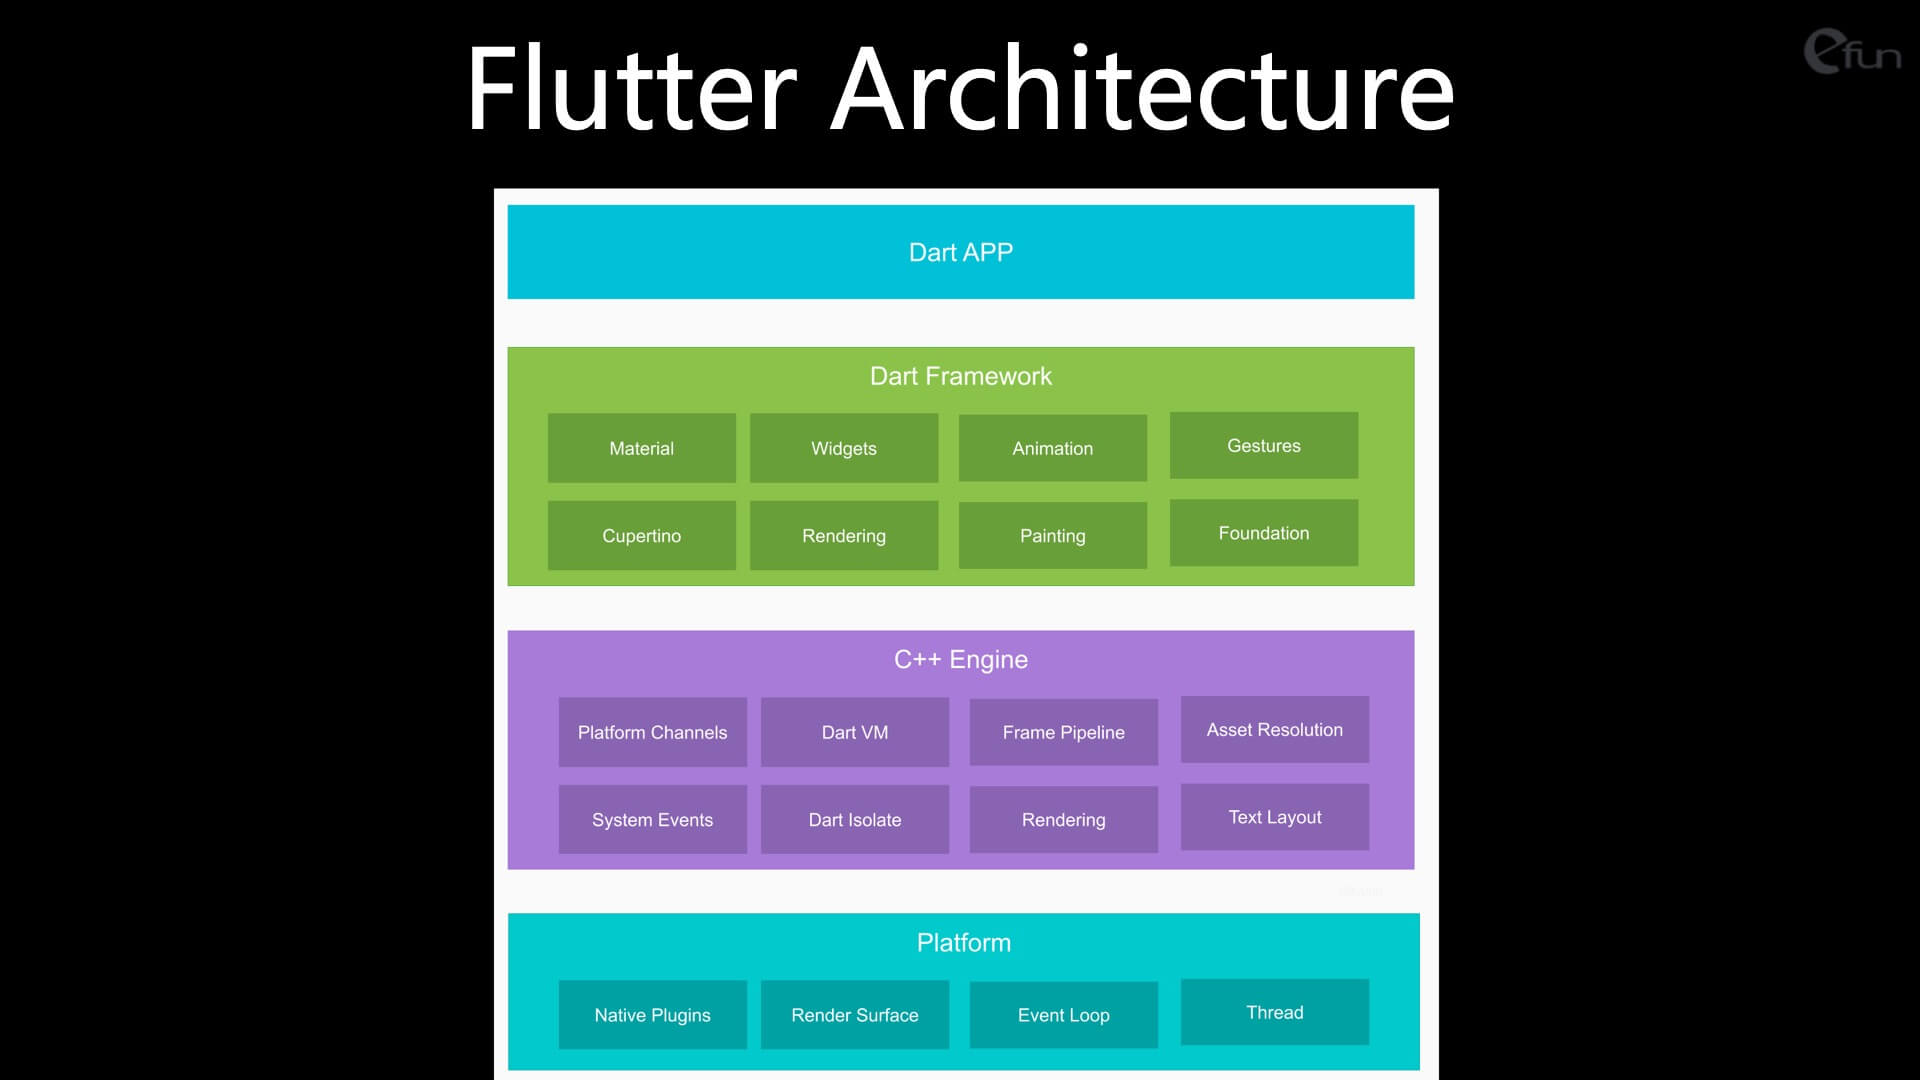 Flutter Architecture
efun
Dart APP
Dart Framework
Material
Widgets
Animation
Gestures
Cupertino
Rendering
Painting
Foundation
C++ Engine
Platform Channels
Dart VM
Frame Pipeline
Asset Resolution
System Events
Dart Isolate
Rendering
Text Layout
Platform
Native Plugins
Render Surface
Event Loop
Thread